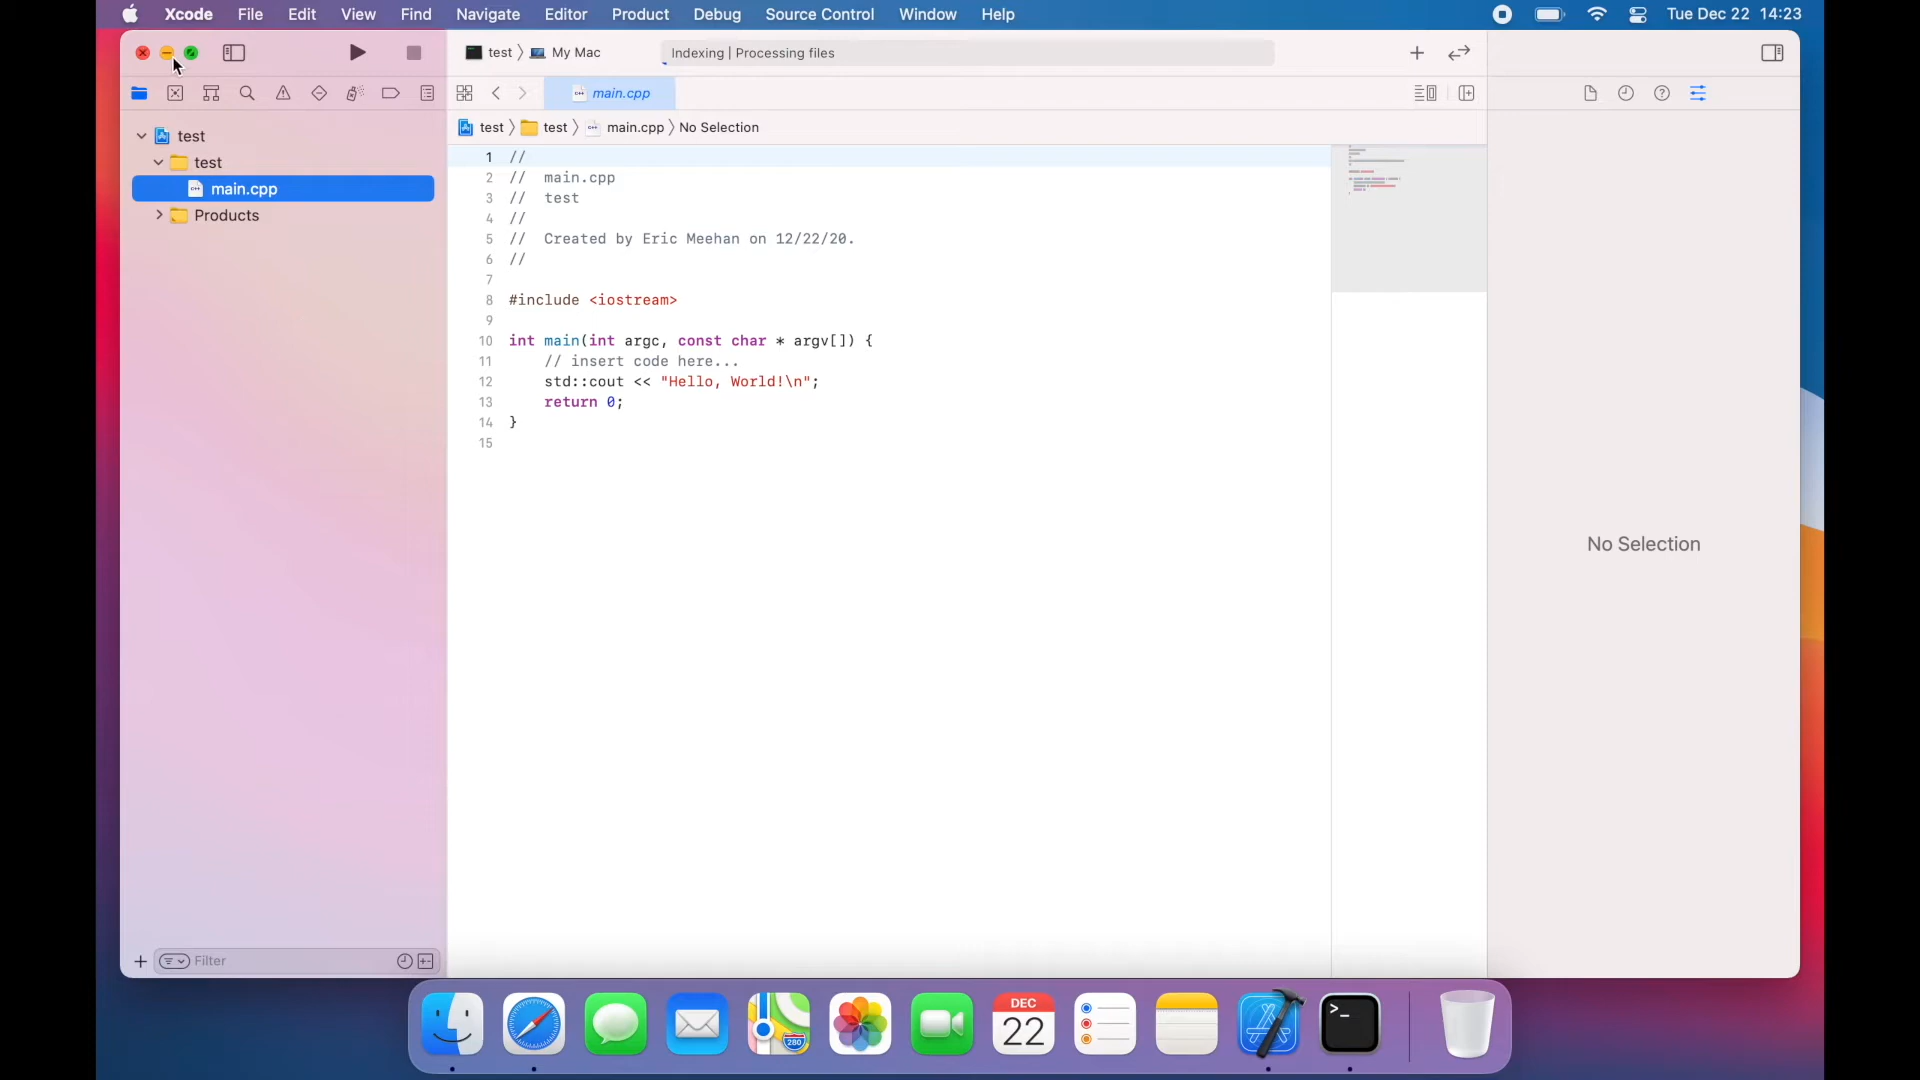 Xcode File Edit View Find Navigate Editor Product Debug Source Control Window Help Tue Dec 22 14:23
test My Mac Indexing | Processing files
main.cpp
test test main.cpp No Selection
test
test
main.cpp
Products
1 //
2 // main.cpp
3 // test
4 //
5 // Created by Eric Meehan on 12/22/20.
6 //
7
8 #include <iostream>
9
10 int main(int argc, const char * argv[]) {
11 // insert code here...
12 std::cout << "Hello, World!\n";
13 return 0;
14 }
15
No Selection
Filter
280
DEC
22
>_